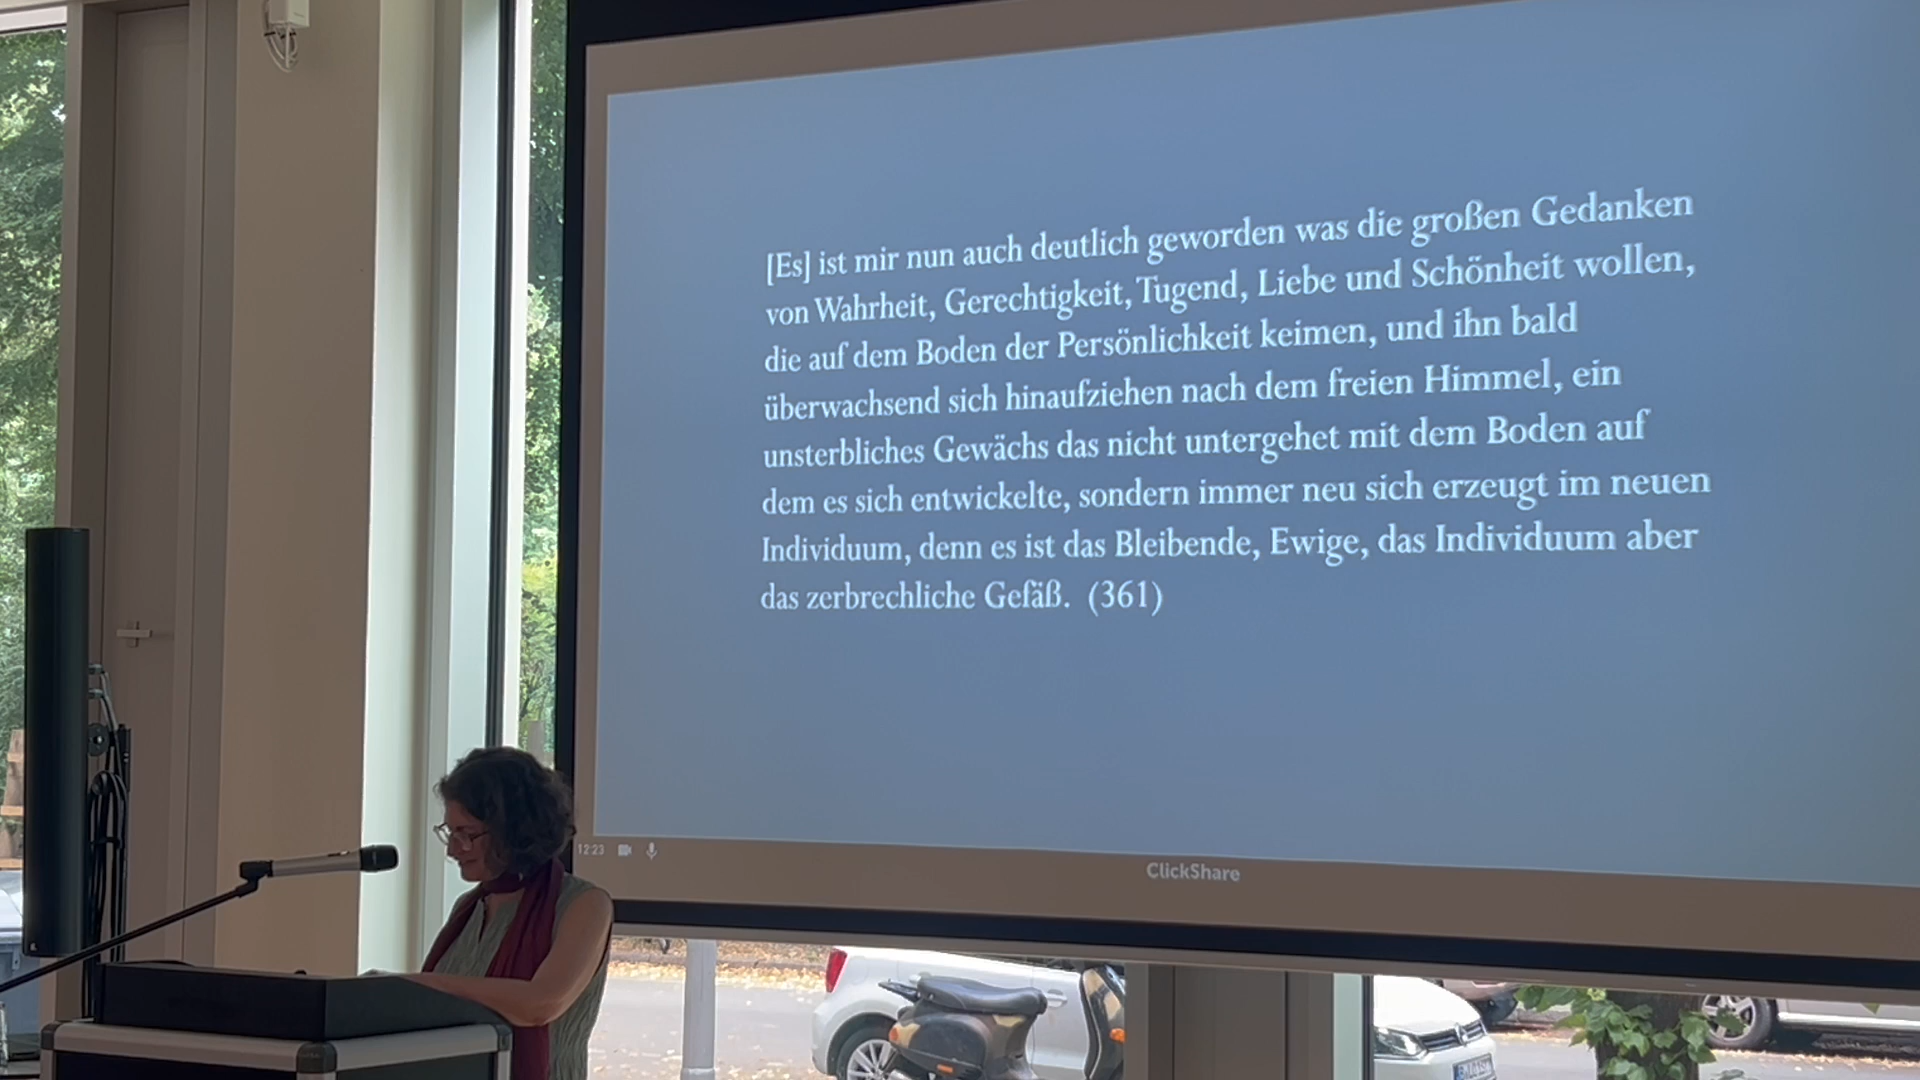 [Es] ist mir nun auch deutlich geworden was die großen Gedanken
von Wahrheit, Gerechtigkeit, Tugend, Liebe und Schönheit wollen,
die auf dem Boden der Persönlichkeit keimen, und ihn bald
überwachsend sich hinaufziehen nach dem freien Himmel, ein
unsterbliches Gewächs das nicht untergehet mit dem Boden auf
dem es sich entwickelte, sondern immer neu sich erzeugt im neuen
Individuum, denn es ist das Bleibende, Ewige, das Individuum aber
das zerbrechliche Gefäß. (361)
12:23
ClickShare